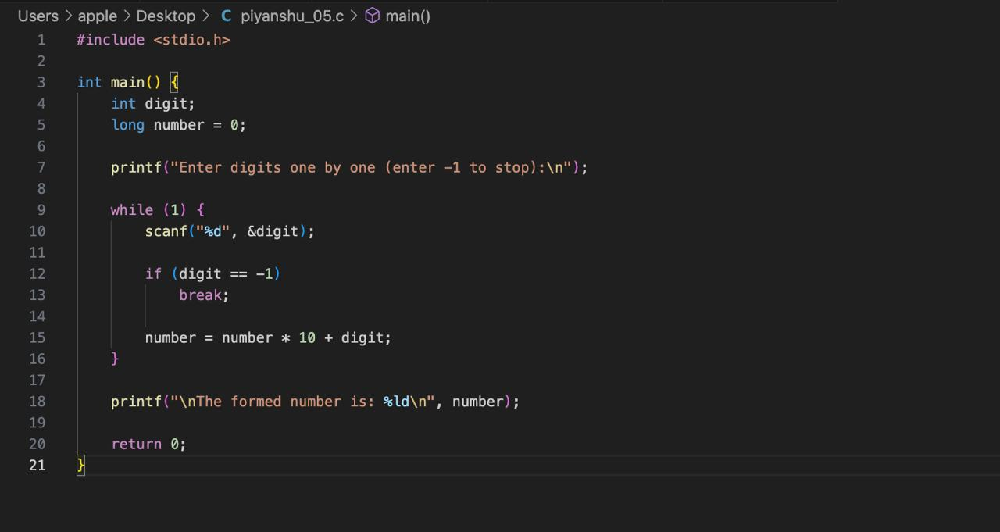 Users > apple > Desktop > C piyanshu_05.c > main()
1 #include <stdio.h>
2
3 int main() {
4     int digit;
5     long number = 0;
6
7     printf("Enter digits one by one (enter -1 to stop):\n");
8
9     while (1) {
10         scanf("%d", &digit);
11
12         if (digit == -1)
13             break;
14
15         number = number * 10 + digit;
16     }
17
18     printf("\nThe formed number is: %ld\n", number);
19
20     return 0;
21 }